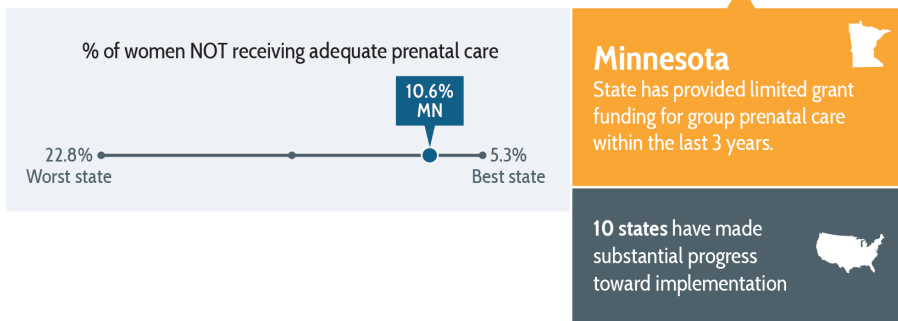 % of women NOT receiving adequate prenatal care
10.6%
MN
22.8%
Worst state
5.3%
Best state
Minnesota
State has provided limited grant
funding for group prenatal care
within the last 3 years.
10 states have made
substantial progress
toward implementation